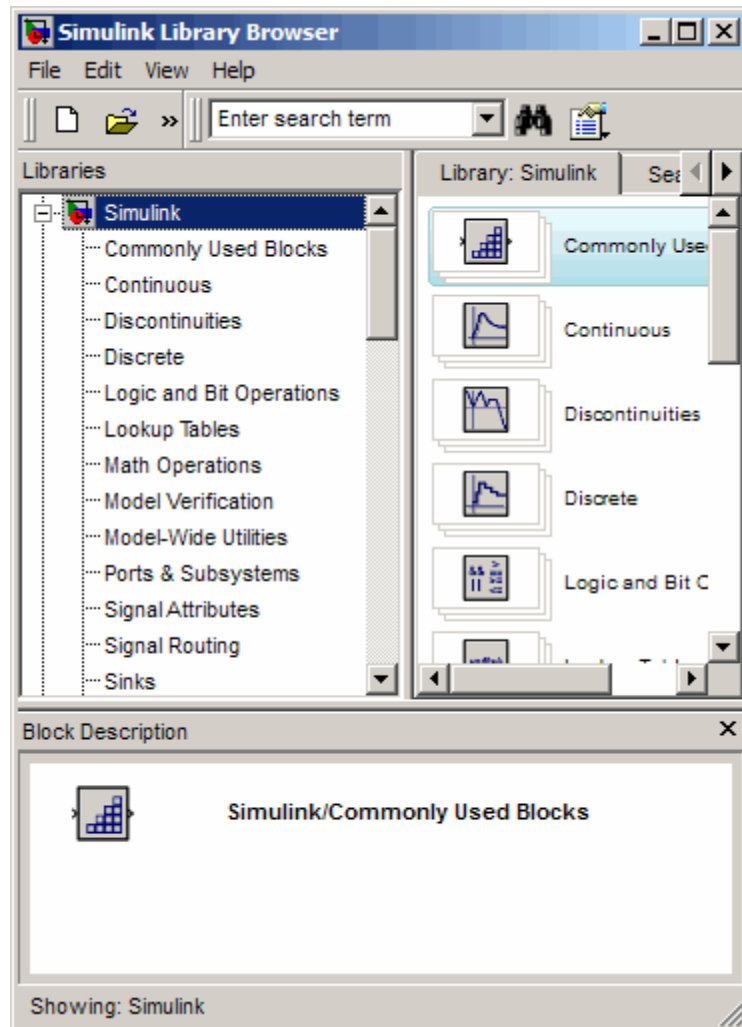 Simulink Library Browser
File Edit View Help
» Enter search term
Libraries
Simulink
Commonly Used Blocks
Continuous
Discontinuities
Discrete
Logic and Bit Operations
Lookup Tables
Math Operations
Model Verification
Model-Wide Utilities
Ports & Subsystems
Signal Attributes
Signal Routing
Sinks
Library: Simulink
Commonly
Continuous
Discontinuities
Discrete
Logic and Bit
Block Description
Simulink/Commonly Used Blocks
Showing: Simulink